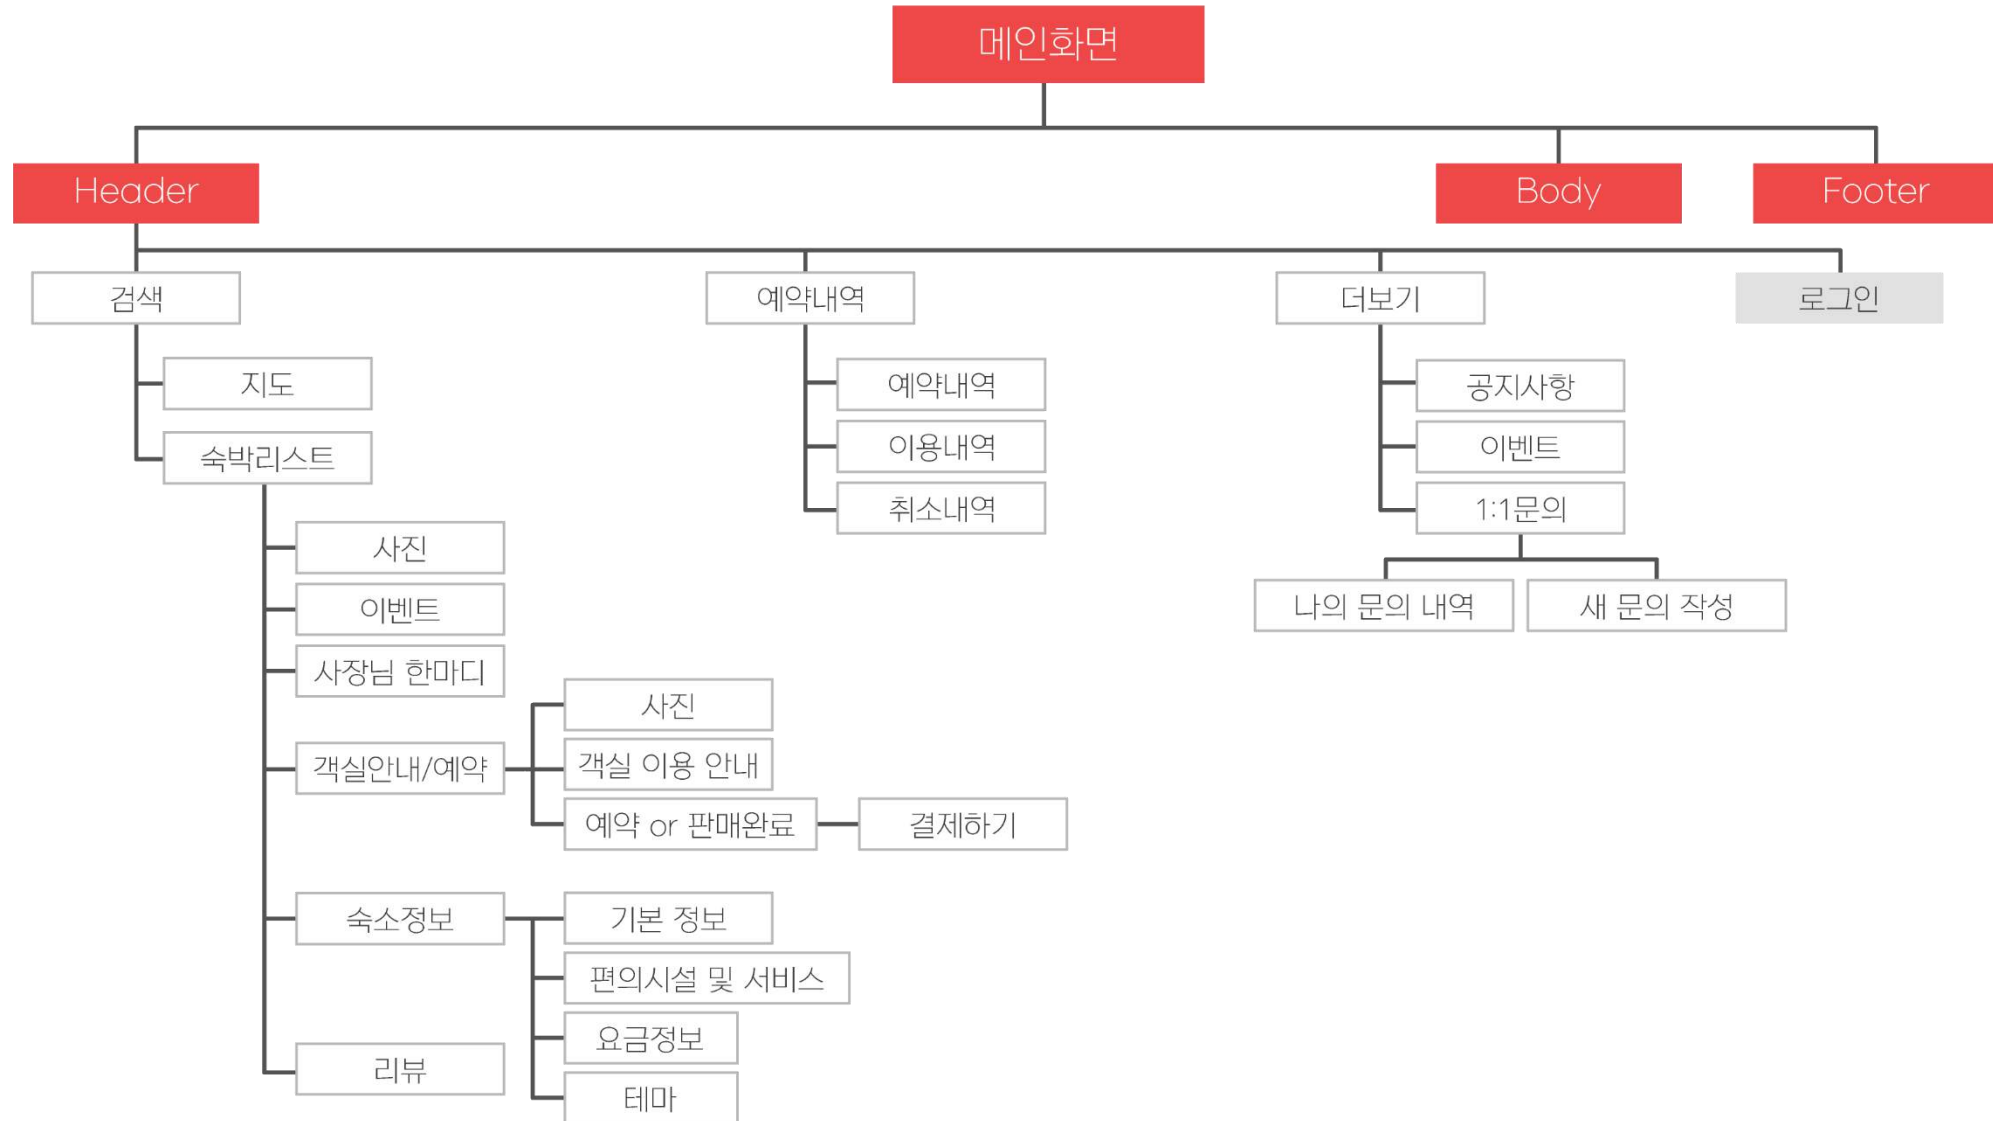 메인화면
Header
Body
Footer
검색
예약내역
더보기
로그인
지도
숙박리스트
예약내역
이용내역
취소내역
공지사항
이벤트
1:1문의
나의 문의 내역
새 문의 작성
사진
이벤트
사장님 한마디
객실안내/예약
사진
객실 이용 안내
예약 or 판매완료
결제하기
숙소정보
기본 정보
편의시설 및 서비스
요금정보
테마
리뷰